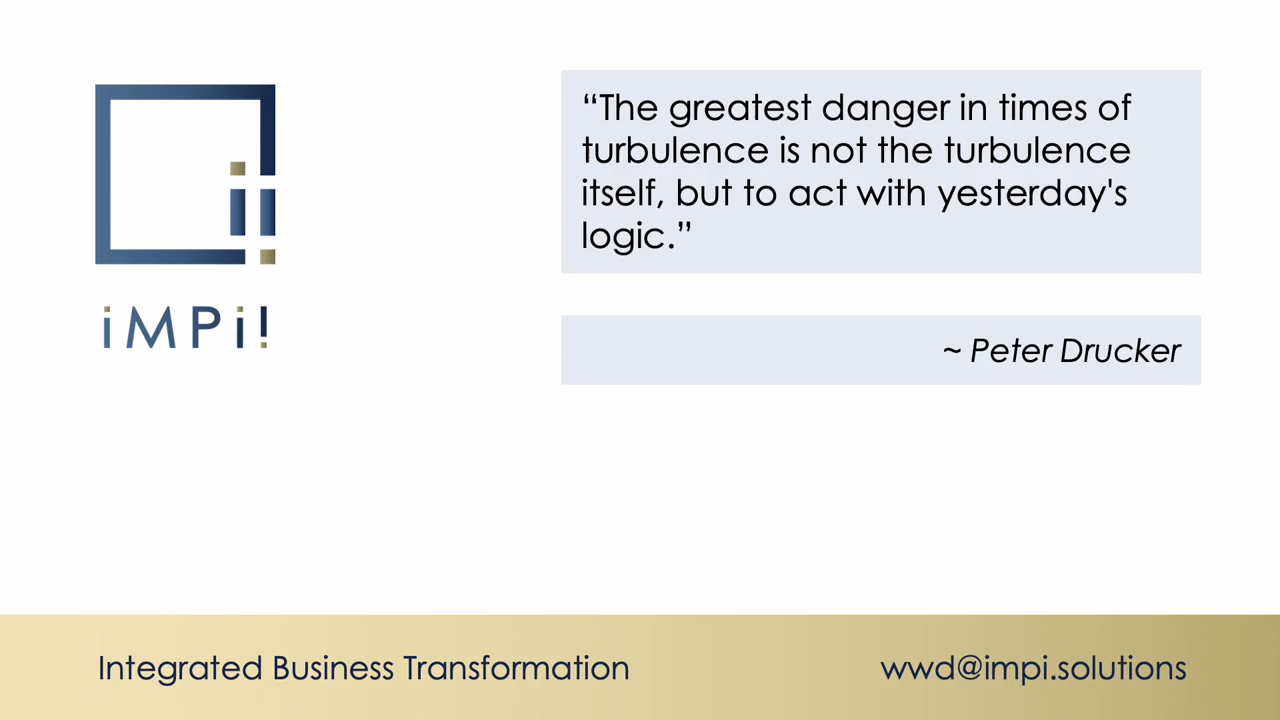 iMPi!
“The greatest danger in times of
turbulence is not the turbulence
itself, but to act with yesterday's
logic.”
~ Peter Drucker
Integrated Business Transformation
wwd@impi.solutions